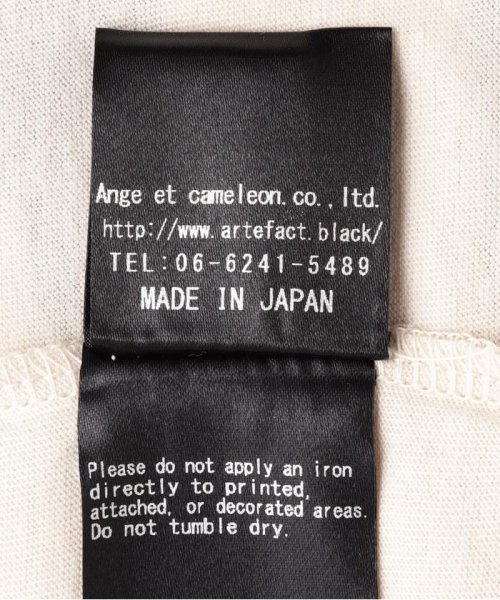 Ange et cameleon.co.,ltd.
http://www.artefact.black/
TEL:06-6241-5489
MADE IN JAPAN
Please do not apply an iron
directly to printed,
attached, or decorated areas.
Do not tumble dry.